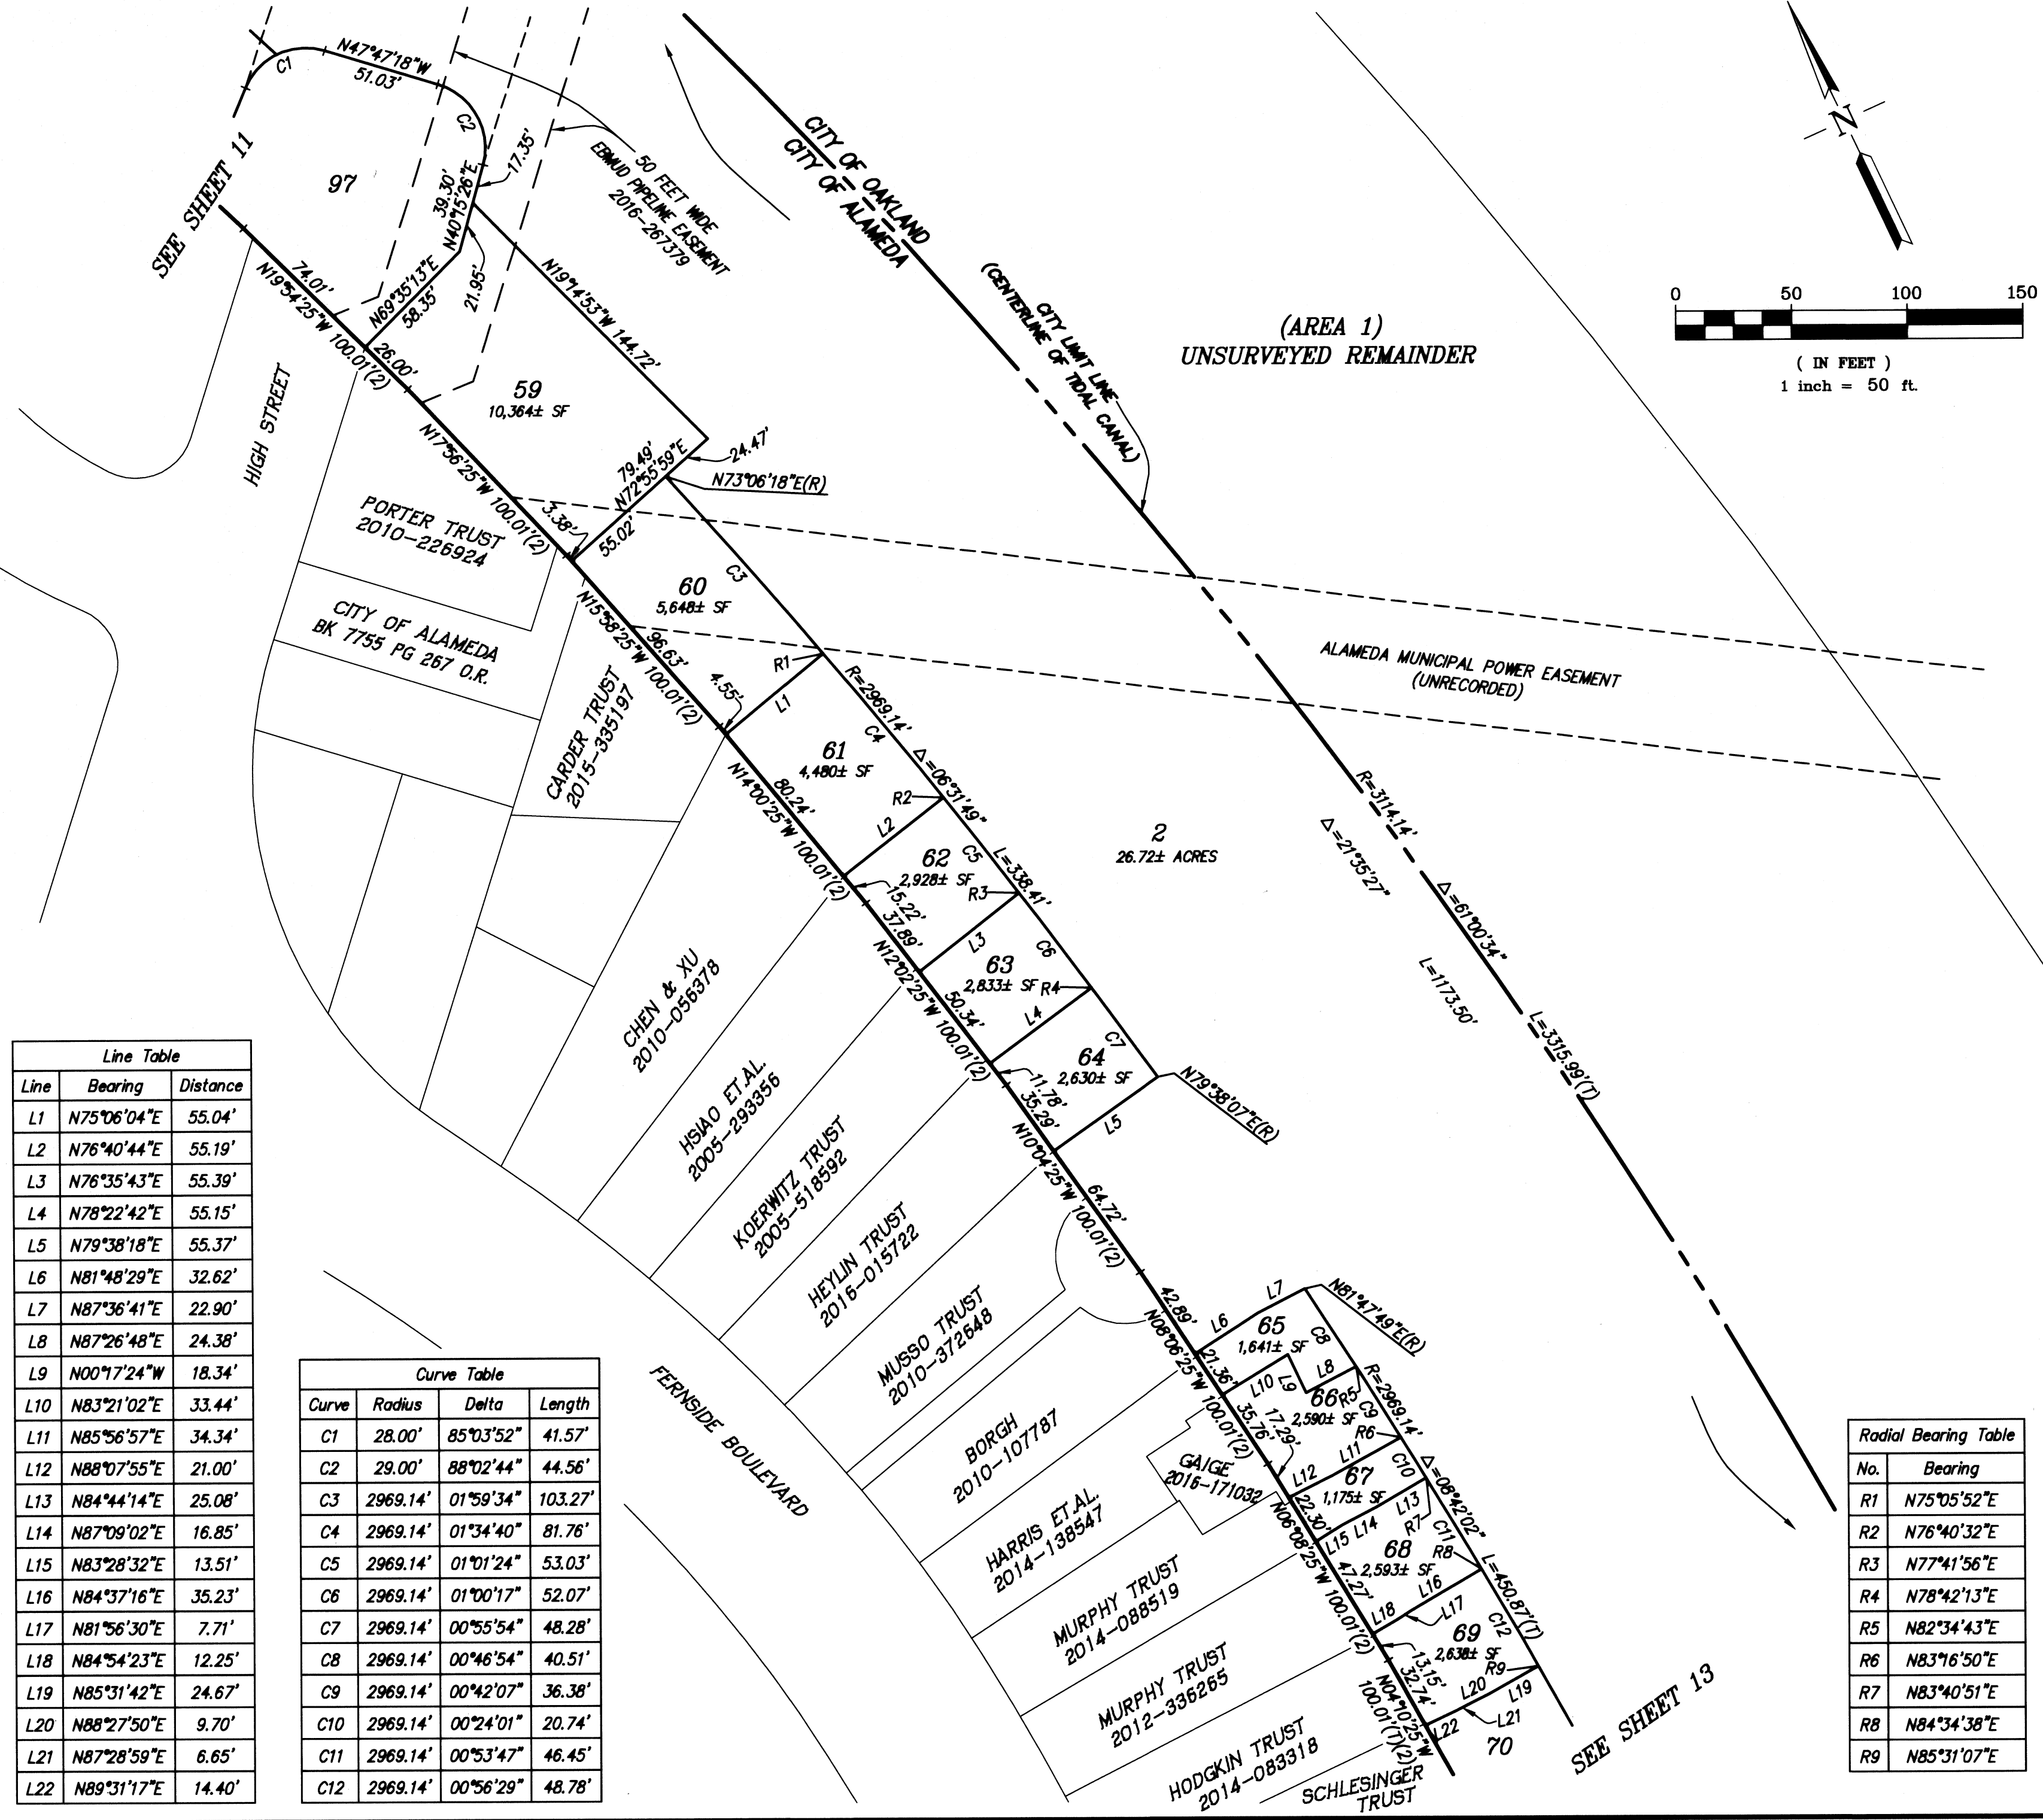 N47°47'18"W
51.03'
C1
C2
SEE SHEET 11
97
39.30'
N40°15'26"E
17.35'
50 FEET WIDE
EBMUD PIPELINE EASEMENT
2016-267379
74.01'
N19°54'25"W 100.01'(2)
N69°35'13"E
58.35'
21.95'
26.00'
N19°14'53"W 144.72'
59
10,364± SF
HIGH STREET
N17°56'25"W 100.01'(2)
79.49'
N72°55'59"E
24.47'
N73°06'18"E(R)
3.38'
55.02'
CITY OF OAKLAND
CITY OF ALAMEDA
CITY LIMIT LINE
(CENTERLINE OF TIDAL CANAL)
(AREA 1)
UNSURVEYED REMAINDER
N
0 50 100 150
( IN FEET )
1 inch = 50 ft.
PORTER TRUST
2010-226924
CITY OF ALAMEDA
BK 7755 PG 267 O.R.
CARDER TRUST
2015-335197
60
5,648± SF
C3
N15°58'25"W 100.01'(2)
96.63'
4.55'
R1
L1
R=2969.14'
C4
Δ=06°31'49"
L=338.41'
61
4,480± SF
80.24'
N14°00'25"W 100.01'(2)
R2
L2
62
2,928± SF
C5
R3
15.22'
37.89'
L3
N12°02'25"W 100.01'(2)
63
2,833± SF
C6
R4
50.34'
L4
64
2,630± SF
C7
11.78'
35.29'
L5
N79°38'07"E(R)
N10°04'25"W 100.01'(2)
64.72'
2
26.72± ACRES
ALAMEDA MUNICIPAL POWER EASEMENT
(UNRECORDED)
R=3114.14'
Δ=21°35'27"
Δ=61°00'34"
L=1173.50'
L=3315.99'(T)
CHEN & XU
2010-056378
HSIAO ET.AL.
2005-293356
KOERWITZ TRUST
2005-518592
HEYLIN TRUST
2016-015722
MUSSO TRUST
2010-372648
BORGH
2010-107787
HARRIS ET.AL.
2014-138547
GAIGE
2016-171032
MURPHY TRUST
2014-088519
MURPHY TRUST
2012-336265
HODGKIN TRUST
2014-083318
SCHLESINGER
TRUST
FERNSIDE BOULEVARD
42.89'
N08°06'25"W 100.01'(2)
L6
L7
N81°47'49"E(R)
65
1,641± SF
C8
21.36'
L10
L9
L8
R5
R=2969.14'
66
2,590± SF
C9
R6
35.76'
17.29'
L12
L11
C10
Δ=08°42'02"
67
1,175± SF
22.30'
L13
R7
N06°08'25"W 100.01'(2)
L15
L14
C11
68
2,593± SF
R8
L=450.87'(T)
47.27'
L16
L18
L17
C12
69
2,638± SF
R9
13.15'
32.74'
N04°10'25"W
100.01'(T)(2)
L20
L19
L21
L22
70
SEE SHEET 13
Line Table
Line Bearing Distance
L1 N75°06'04"E 55.04'
L2 N76°40'44"E 55.19'
L3 N76°35'43"E 55.39'
L4 N78°22'42"E 55.15'
L5 N79°38'18"E 55.37'
L6 N81°48'29"E 32.62'
L7 N87°36'41"E 22.90'
L8 N87°26'48"E 24.38'
L9 N00°17'24"W 18.34'
L10 N83°21'02"E 33.44'
L11 N85°56'57"E 34.34'
L12 N88°07'55"E 21.00'
L13 N84°44'14"E 25.08'
L14 N87°09'02"E 16.85'
L15 N83°28'32"E 13.51'
L16 N84°37'16"E 35.23'
L17 N81°56'30"E 7.71'
L18 N84°54'23"E 12.25'
L19 N85°31'42"E 24.67'
L20 N88°27'50"E 9.70'
L21 N87°28'59"E 6.65'
L22 N89°31'17"E 14.40'
Curve Table
Curve Radius Delta Length
C1 28.00' 85°03'52" 41.57'
C2 29.00' 88°02'44" 44.56'
C3 2969.14' 01°59'34" 103.27'
C4 2969.14' 01°34'40" 81.76'
C5 2969.14' 01°01'24" 53.03'
C6 2969.14' 01°00'17" 52.07'
C7 2969.14' 00°55'54" 48.28'
C8 2969.14' 00°46'54" 40.51'
C9 2969.14' 00°42'07" 36.38'
C10 2969.14' 00°24'01" 20.74'
C11 2969.14' 00°53'47" 46.45'
C12 2969.14' 00°56'29" 48.78'
Radial Bearing Table
No. Bearing
R1 N75°05'52"E
R2 N76°40'32"E
R3 N77°41'56"E
R4 N78°42'13"E
R5 N82°34'43"E
R6 N83°16'50"E
R7 N83°40'51"E
R8 N84°34'38"E
R9 N85°31'07"E